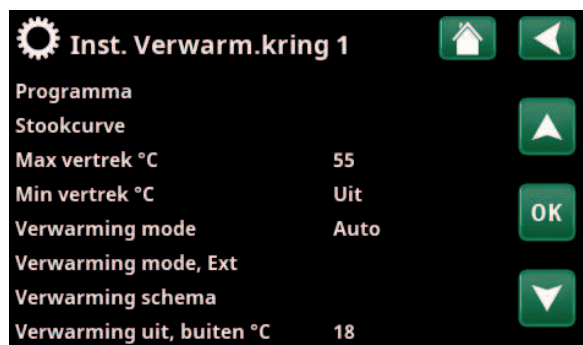 Inst. Verwarm.kring 1
Programma
Stookcurve
Max vertrek °C 55
Min vertrek °C Uit
Verwarming mode Auto
OK
Verwarming mode, Ext
Verwarming schema
Verwarming uit, buiten °C 18